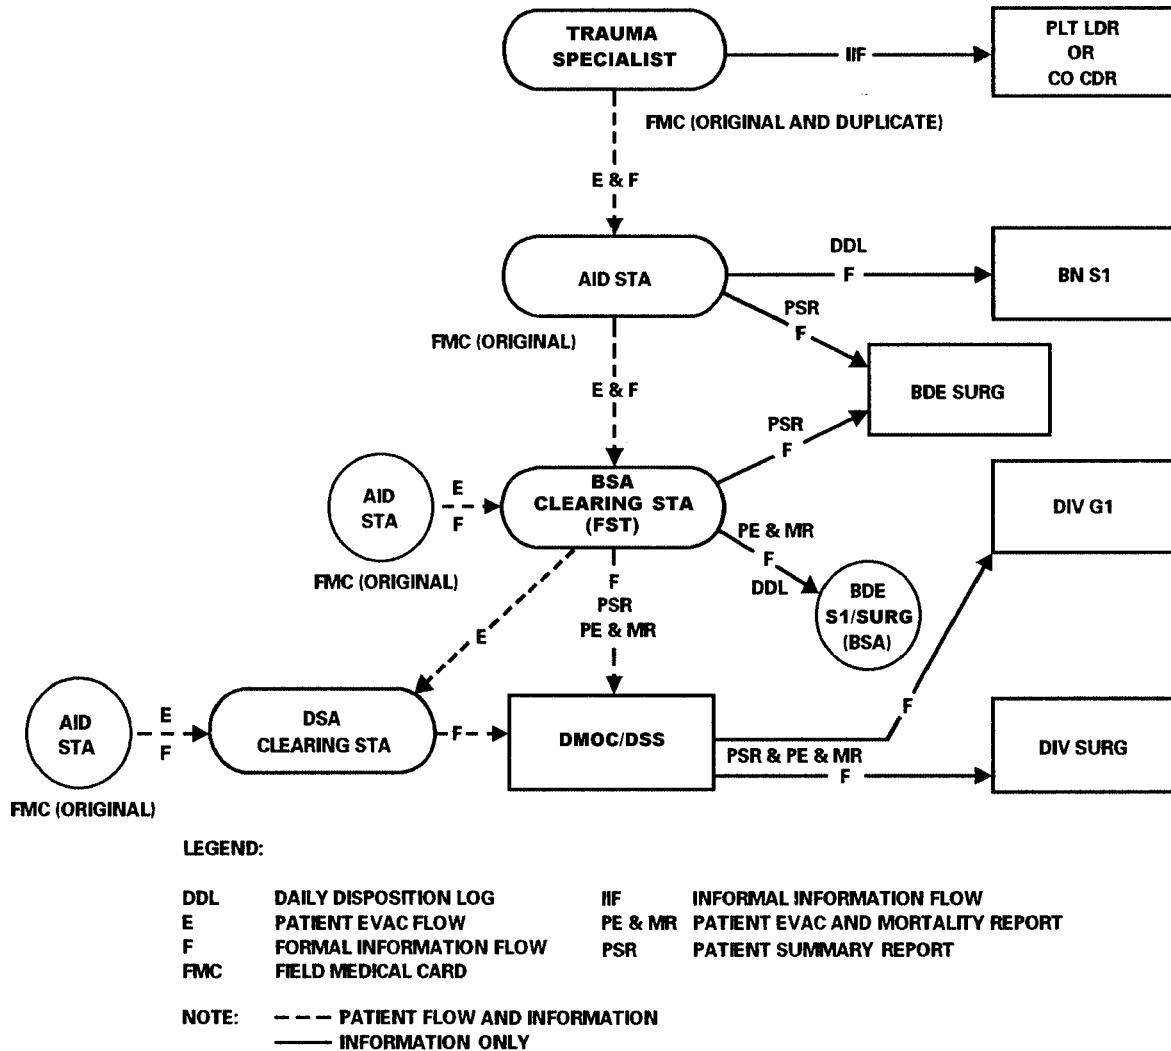 TRAUMA
SPECIALIST
IIF
PLT LDR
OR
CO CDR
FMC (ORIGINAL AND DUPLICATE)
E & F
AID STA
DDL
F
BN S1
PSR
F
FMC (ORIGINAL)
E & F
BDE SURG
PSR
F
AID
STA
E
F
FMC (ORIGINAL)
BSA
CLEARING STA
(FST)
PE & MR
F
DDL
BDE
S1/SURG
(BSA)
DIV G1
E
F
PSR
PE & MR
AID
STA
E
F
FMC (ORIGINAL)
DSA
CLEARING STA
F
DMOC/DSS
F
PSR & PE & MR
F
DIV SURG
LEGEND:
DDL DAILY DISPOSITION LOG
E PATIENT EVAC FLOW
F FORMAL INFORMATION FLOW
FMC FIELD MEDICAL CARD
IIF INFORMAL INFORMATION FLOW
PE & MR PATIENT EVAC AND MORTALITY REPORT
PSR PATIENT SUMMARY REPORT
NOTE: PATIENT FLOW AND INFORMATION
INFORMATION ONLY